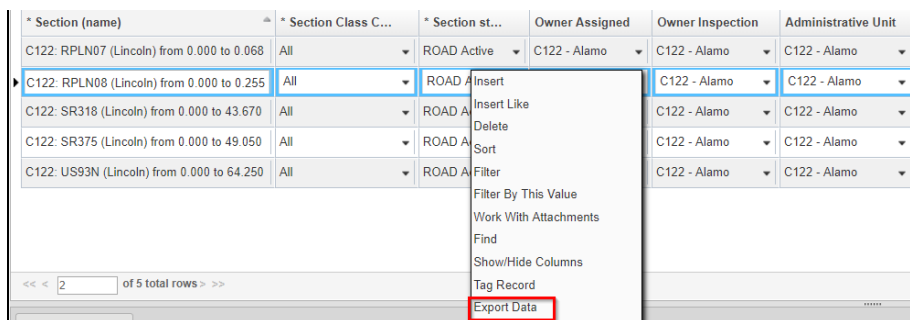 * Section (name) * Section Class C... * Section st... Owner Assigned Owner Inspection Administrative Unit
C122: RPLN07 (Lincoln) from 0.000 to 0.068 All ROAD Active C122 - Alamo C122 - Alamo C122 - Alamo
C122: RPLN08 (Lincoln) from 0.000 to 0.255 All ROAD A C122 - Alamo C122 - Alamo
C122: SR318 (Lincoln) from 0.000 to 43.670 All ROAD A C122 - Alamo C122 - Alamo
C122: SR375 (Lincoln) from 0.000 to 49.050 All ROAD A C122 - Alamo C122 - Alamo
C122: US93N (Lincoln) from 0.000 to 64.250 All ROAD A C122 - Alamo C122 - Alamo
Insert
Insert Like
Delete
Sort
Filter
Filter By This Value
Work With Attachments
Find
Show/Hide Columns
Tag Record
Export Data
<< < 2 of 5 total rows > >>